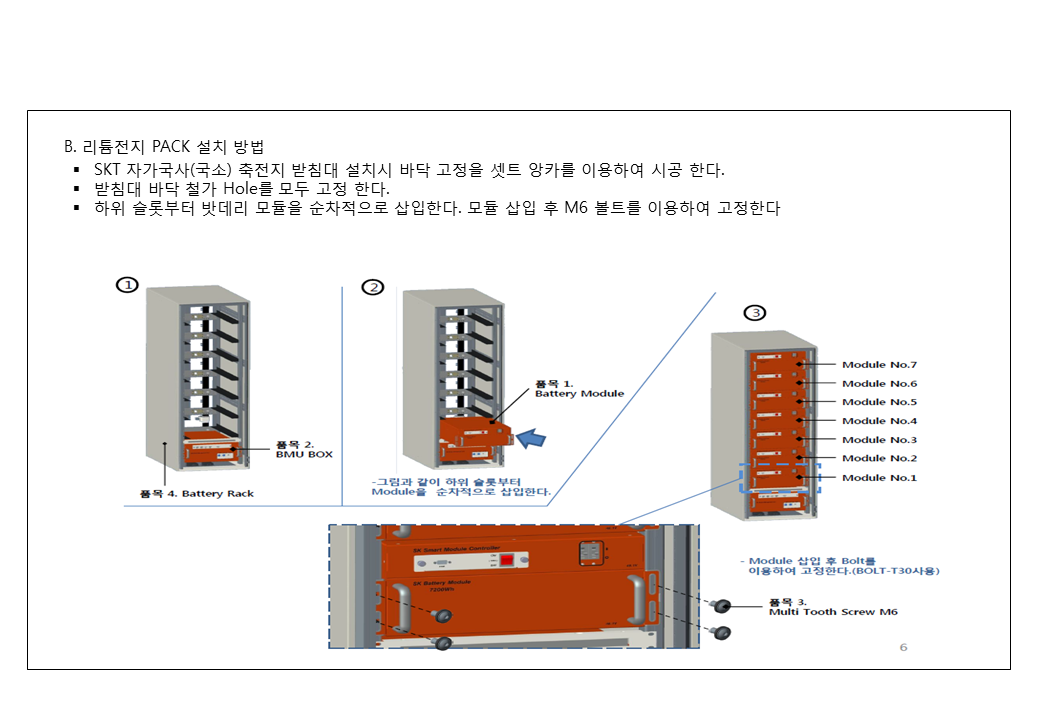 B. 리튬전지 PACK 설치 방법
▪ SKT 자가국사(국소) 축전지 받침대 설치시 바닥 고정을 셋트 앙카를 이용하여 시공 한다.
▪ 받침대 바닥 철가 Hole를 모두 고정 한다.
▪ 하위 슬롯부터 밧데리 모듈을 순차적으로 삽입한다. 모듈 삽입 후 M6 볼트를 이용하여 고정한다
①
품목 2.
BMU BOX
품목 4. Battery Rack
②
품목 1.
Battery Module
-그림과 같이 하위 슬롯부터
Module을 순차적으로 삽입한다.
③
Module No.7
Module No.6
Module No.5
Module No.4
Module No.3
Module No.2
Module No.1
SK Smart Module Controller
SK Battery Module
- Module 삽입 후 Bolt를
이용하여 고정한다.(BOLT-T30사용)
품목 3.
Multi Tooth Screw M6
6